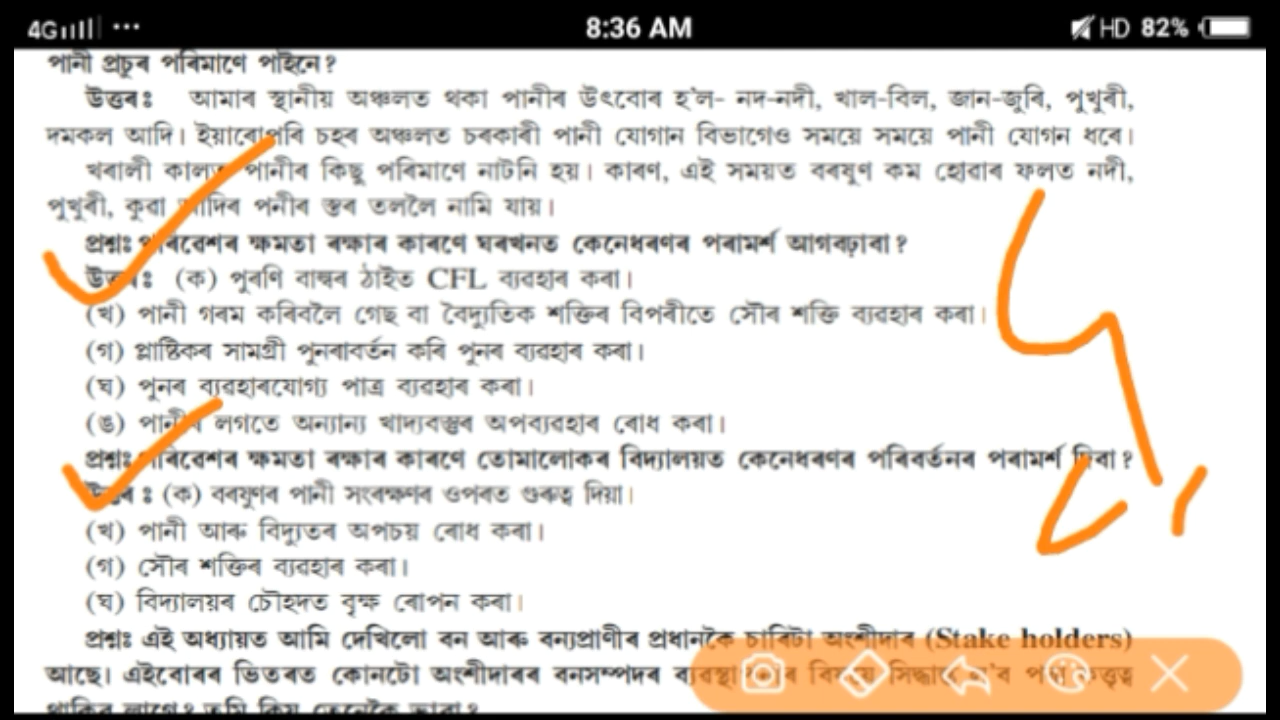 4G ...
8:36 AM
HD 82%
পানী প্ৰচুৰ পৰিমাণে পাইনে?
উত্তৰঃ আমাৰ স্থানীয় অঞ্চলত থকা পানীৰ উৎবোৰ হ'ল- নদ-নদী, খাল-বিল, জান-জুৰি, পুখুৰী,
দমকল আদি। ইয়াৰোপৰি চহৰ অঞ্চলত চৰকাৰী পানী যোগান বিভাগেও সময়ে সময়ে পানী যোগন ধৰে।
খৰালী কালত পানীৰ কিছু পৰিমাণে নাটনি হয়। কাৰণ, এই সময়ত বৰষুণ কম হোৱাৰ ফলত নদী,
পুখুৰী, কুৱা আদিৰ পনীৰ স্তৰ তললৈ নামি যায়।
প্ৰশ্নঃ পৰিৱেশৰ ক্ষমতা ৰক্ষাৰ কাৰণে ঘৰখনত কেনেধৰণৰ পৰামৰ্শ আগবঢ়াবা?
উত্তৰঃ (ক) পুৰণি বাল্বৰ ঠাইত CFL ব্যৱহাৰ কৰা।
(খ) পানী গৰম কৰিবলৈ গেছ বা বৈদ্যুতিক শক্তিৰ বিপৰীতে সৌৰ শক্তি ব্যৱহাৰ কৰা।
(গ) প্লাষ্টিকৰ সামগ্ৰী পুনৰাবৰ্তন কৰি পুনৰ ব্যৱহাৰ কৰা।
(ঘ) পুনৰ ব্যৱহাৰযোগ্য পাত্ৰ ব্যৱহাৰ কৰা।
(ঙ) পানীৰ লগতে অন্যান্য খাদ্যবস্তুৰ অপব্যৱহাৰ ৰোধ কৰা।
প্ৰশ্নঃ পৰিৱেশৰ ক্ষমতা ৰক্ষাৰ কাৰণে তোমালোকৰ বিদ্যালয়ত কেনেধৰণৰ পৰিবৰ্তনৰ পৰামৰ্শ দিবা?
উত্তৰ : (ক) বৰষুণৰ পানী সংৰক্ষণৰ ওপৰত গুৰুত্ব দিয়া।
(খ) পানী আৰু বিদ্যুতৰ অপচয় ৰোধ কৰা।
(গ) সৌৰ শক্তিৰ ব্যৱহাৰ কৰা।
(ঘ) বিদ্যালয়ৰ চৌহদত বৃক্ষ ৰোপন কৰা।
প্ৰশ্নঃ এই অধ্যায়ত আমি দেখিলো বন আৰু বন্যপ্ৰাণীৰ প্ৰধানকৈ চাৰিটা অংশীদাৰ (Stake holders)
আছে। এইবোৰৰ ভিতৰত কোনটো অংশীদাৰৰ বনসম্পদৰ